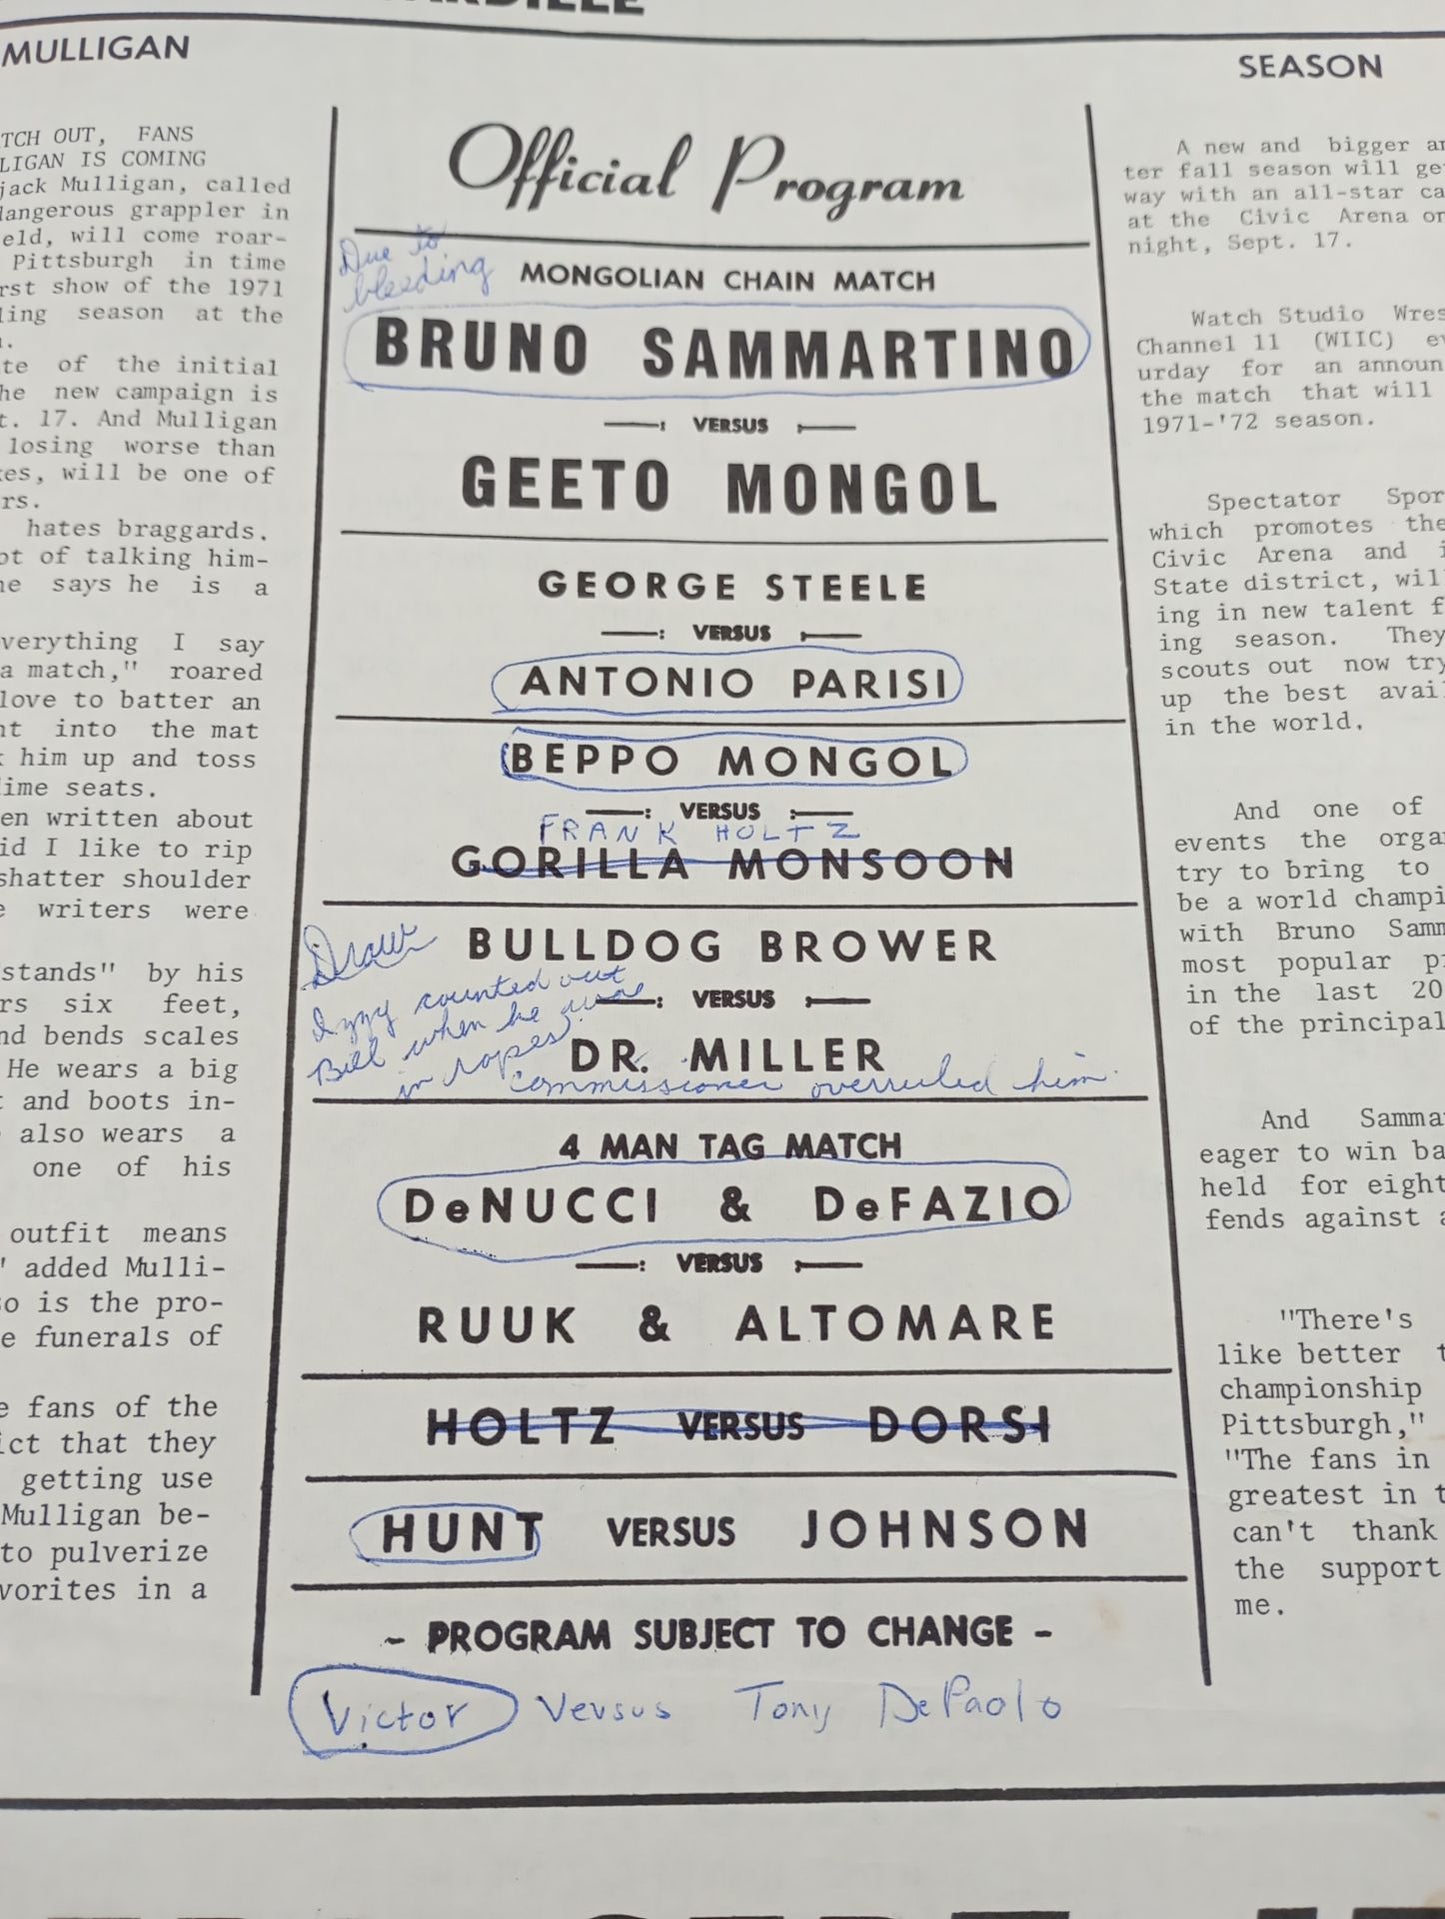 MULLIGAN
TCH OUT, FANS
LIGAN IS COMING
jack Mulligan, called
dangerous grappler in
eld, will come roar-
Pittsburgh in time
rst show of the 1971
ling season at the
te of the initial
he new campaign is
t. 17. And Mulligan
losing worse than
kes, will be one of
rs.
hates braggards.
ot of talking him-
he says he is a
verything I say
a match," roared
love to batter an
nt into the mat
k him up and toss
ime seats.
en written about
id I like to rip
shatter shoulder
e writers were
stands" by his
rs six feet,
nd bends scales
He wears a big
t and boots in-
also wears a
one of his
outfit means
" added Mulli-
so is the pro-
e funerals of
e fans of the
ict that they
getting use
Mulligan be-
to pulverize
vorites in a
Official Program
Due to
bleeding
MONGOLIAN CHAIN MATCH
BRUNO SAMMARTINO
VERSUS
GEETO MONGOL
GEORGE STEELE
VERSUS
ANTONIO PARISI
BEPPO MONGOL
VERSUS
FRANK HOLTZ
GORILLA MONSOON
Draw
BULLDOG BROWER
Izzy counted out
VERSUS
Bill when he was
in ropes.
DR. MILLER
Commissioner overruled him.
4 MAN TAG MATCH
DeNUCCI & DeFAZIO
VERSUS
RUUK & ALTOMARE
HOLTZ VERSUS DORSI
HUNT VERSUS JOHNSON
- PROGRAM SUBJECT TO CHANGE -
Victor Versus Tony DePaolo
SEASON
A new and bigger an
ter fall season will ge
way with an all-star ca
at the Civic Arena on
night, Sept. 17.
Watch Studio Wres
Channel 11 (WIIC) ev
urday for an announ
the match that will
1971-'72 season.
Spectator Spor
which promotes the
Civic Arena and i
State district, wil
ing in new talent f
ing season. They
scouts out now try
up the best avai
in the world.
And one of
events the orga
try to bring to
be a world champi
with Bruno Samm
most popular p
in the last 20
of the principal
And Samma
eager to win ba
held for eight
fends against a
"There's
like better t
championship
Pittsburgh,"
"The fans in
greatest in t
can't thank
the support
me.